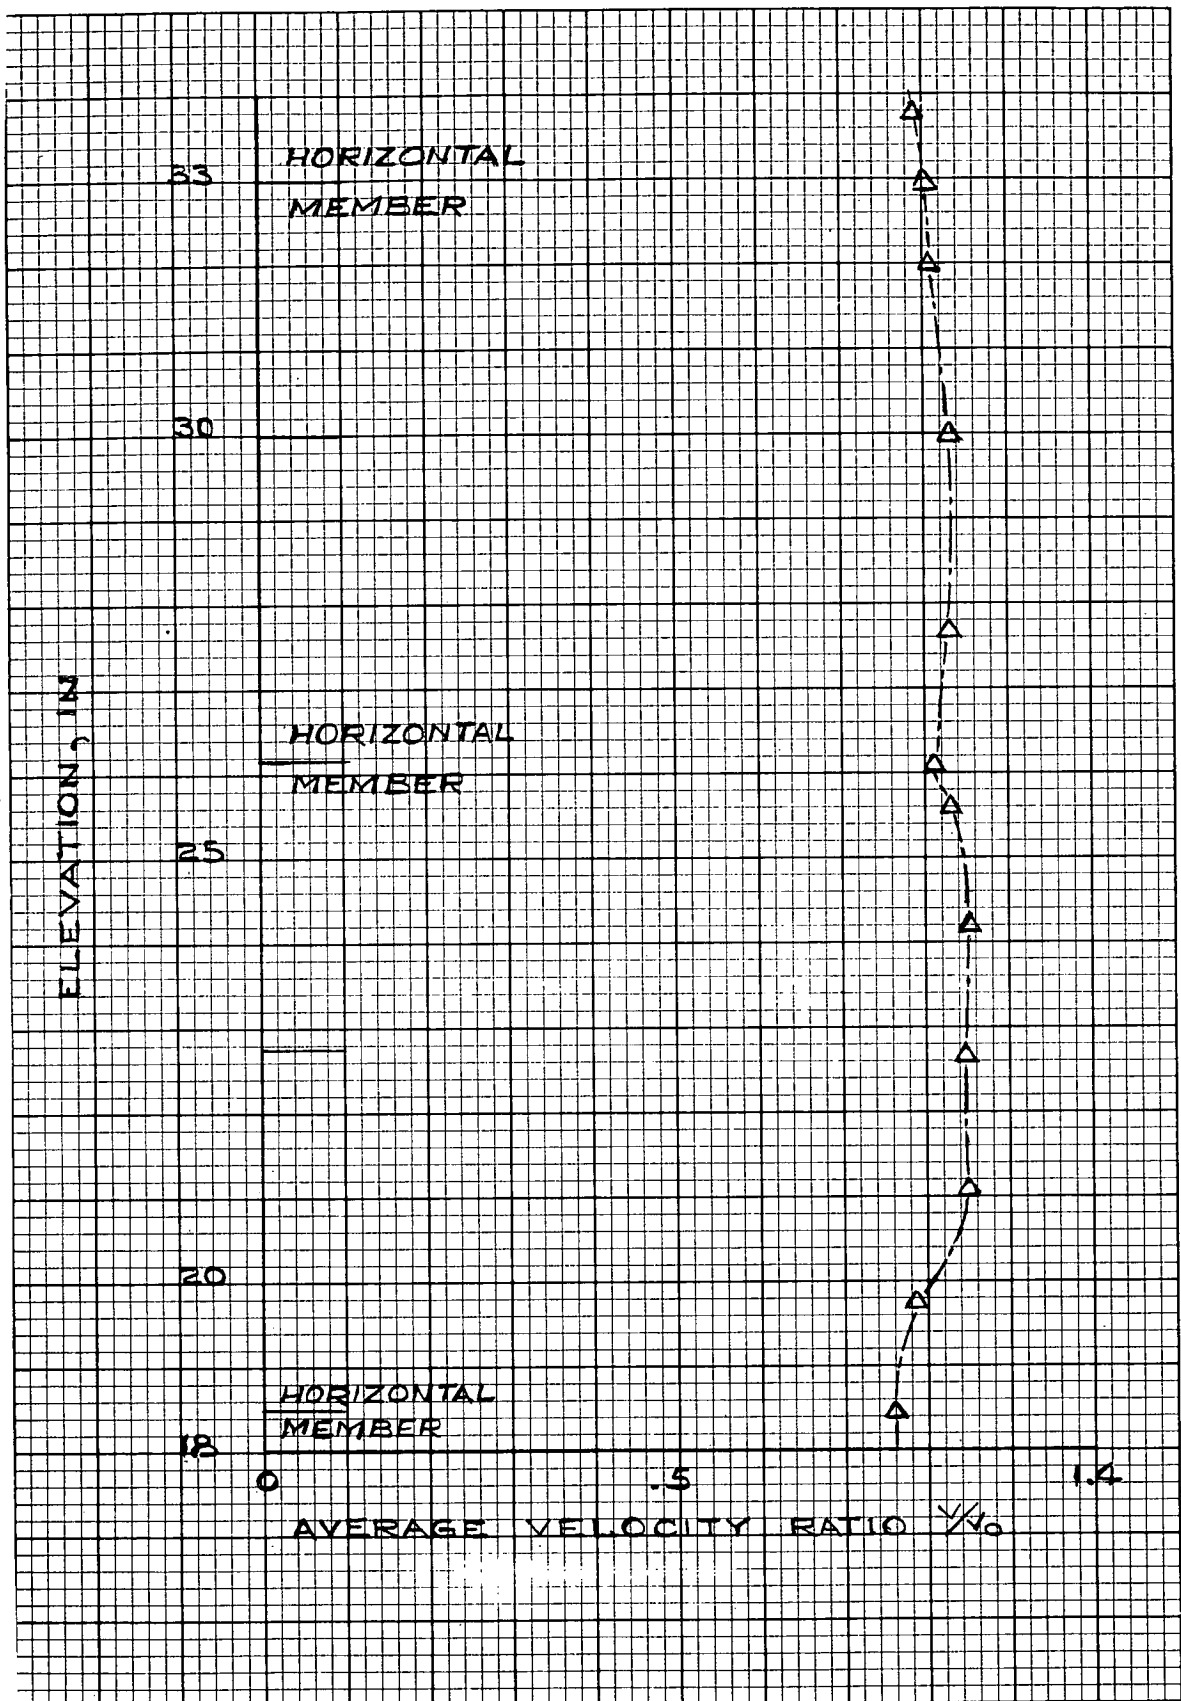 HORIZONTAL
33
MEMBER
30
HORIZONTAL
MEMBER
ELEVATION, IN
25
20
HORIZONTAL
MEMBER
18
0 .5 1.4
AVERAGE VELOCITY RATIO V/V0